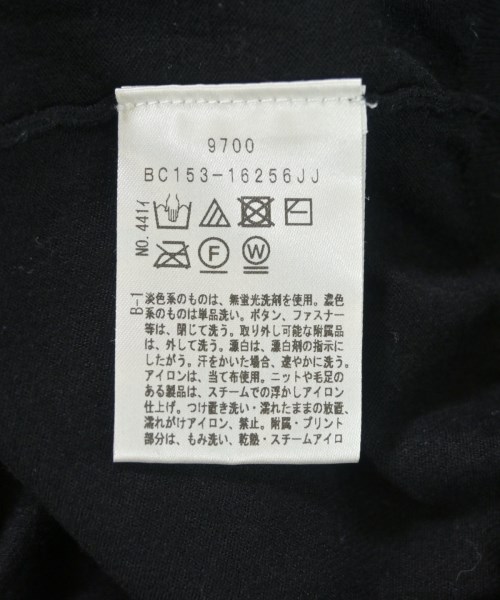 9700
BC153-16256JJ
NO.441イ
F W
B-1
淡色系のものは、無蛍光洗剤を使用。濃色
系のものは単品洗い。ボタン、ファスナー
等は、閉じて洗う。取り外し可能な附属品
は、外して洗う。漂白は、漂白剤の指示に
したがう。汗をかいた場合、速やかに洗う。
アイロンは、当て布使用。ニットや毛足の
ある製品は、スチームでの浮かしアイロン
仕上げ。つけ置き洗い・濡れたままの放置、
濡れがけアイロン、禁止。附属・プリント
部分は、もみ洗い、乾熱・スチームアイロ